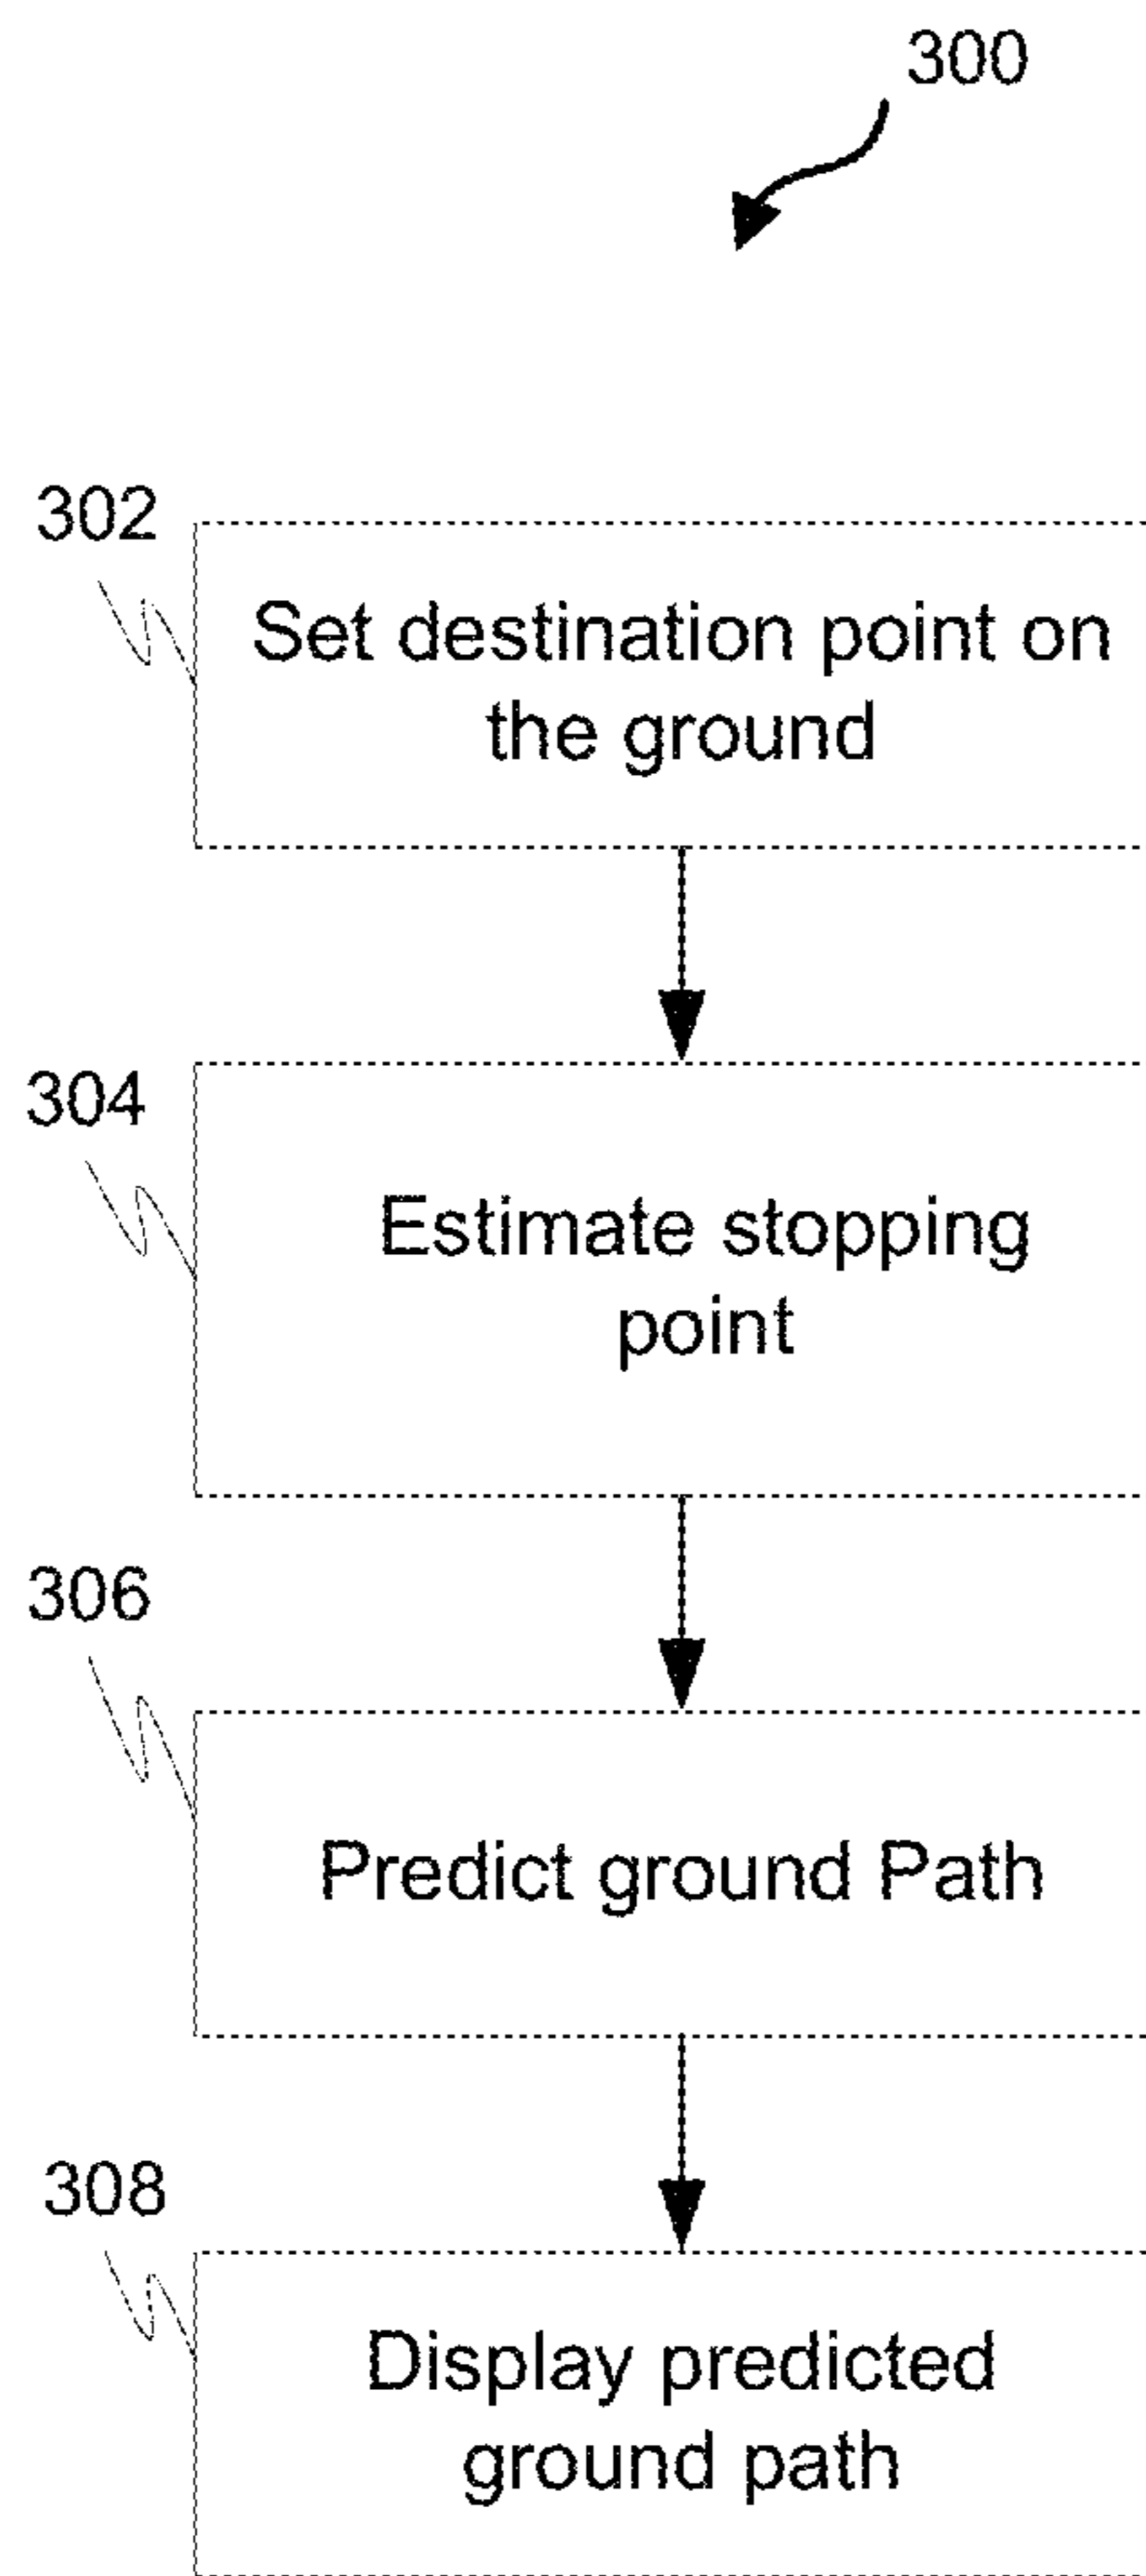 300
302
Set destination point on
the ground
304
Estimate stopping
point
306
Predict ground Path
308
Display predicted
ground path